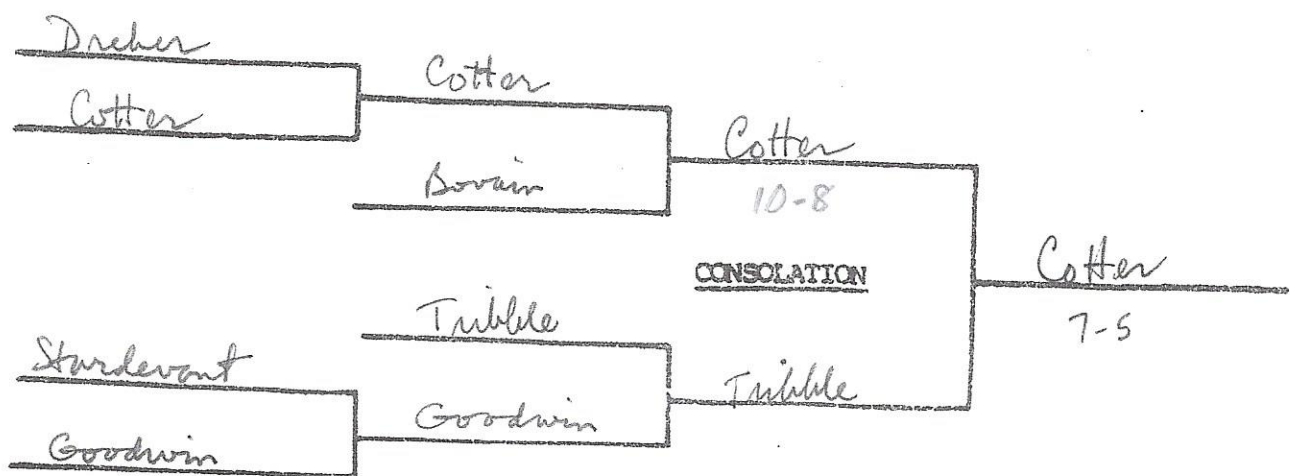 Dreher
Cotter
Cotter
Bovain
Cotter
10-8
CONSOLATION
Cotter
7-5
Tribble
Sturdevant
Goodwin
Goodwin
Tribble